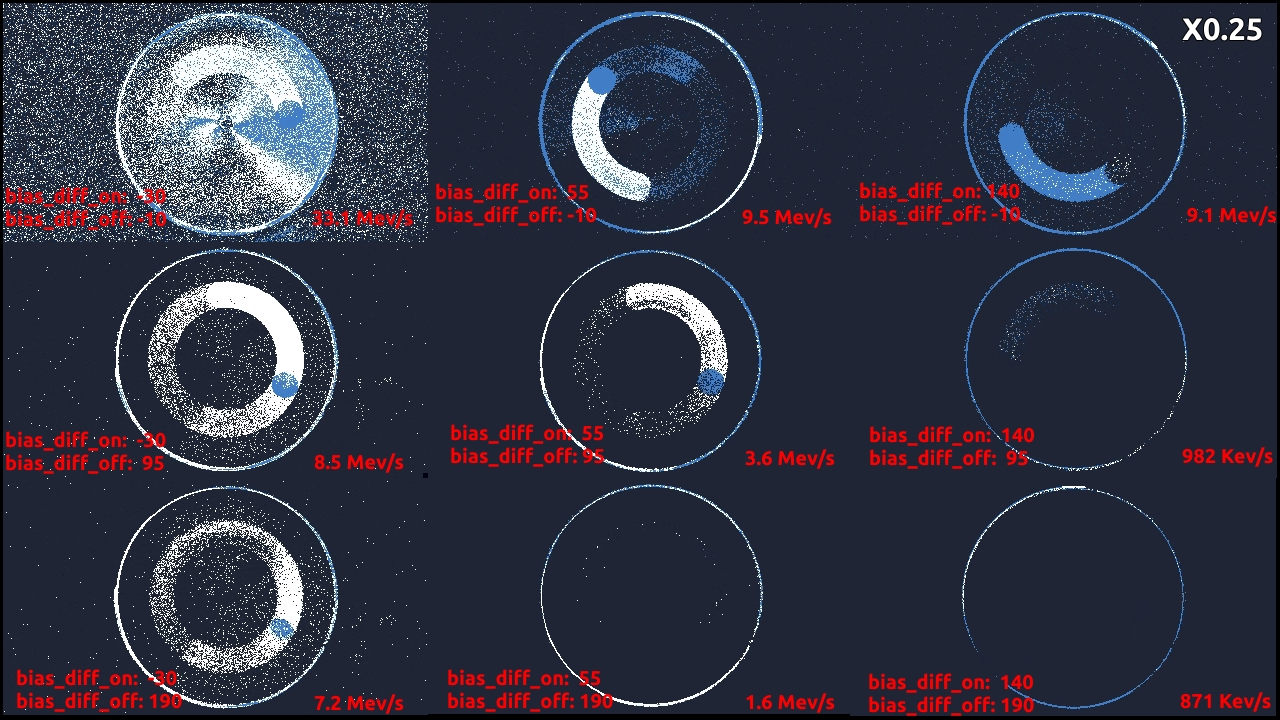 X0.25
bias_diff_on: -30
bias_diff_off: -10
33.1 Mev/s
bias_diff_on: 55
bias_diff_off: -10
9.5 Mev/s
bias_diff_on: 140
bias_diff_off: -10
9.1 Mev/s
bias_diff_on: -30
bias_diff_off: 95
8.5 Mev/s
bias_diff_on: 55
bias_diff_off: 95
3.6 Mev/s
bias_diff_on: 140
bias_diff_off: 95
982 Kev/s
bias_diff_on: -30
bias_diff_off: 190
7.2 Mev/s
bias_diff_on: 55
bias_diff_off: 190
1.6 Mev/s
bias_diff_on: 140
bias_diff_off: 190
871 Kev/s